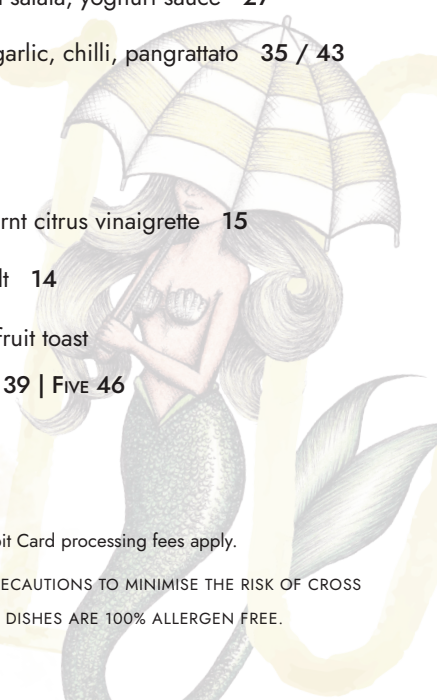 salata, yoghurt sauce 27
garlic, chilli, pangrattato 35 / 43
rnt citrus vinaigrette 15
lt 14
fruit toast
39 | Five 46
it Card processing fees apply.
ECAUTIONS TO MINIMISE THE RISK OF CROSS
DISHES ARE 100% ALLERGEN FREE.